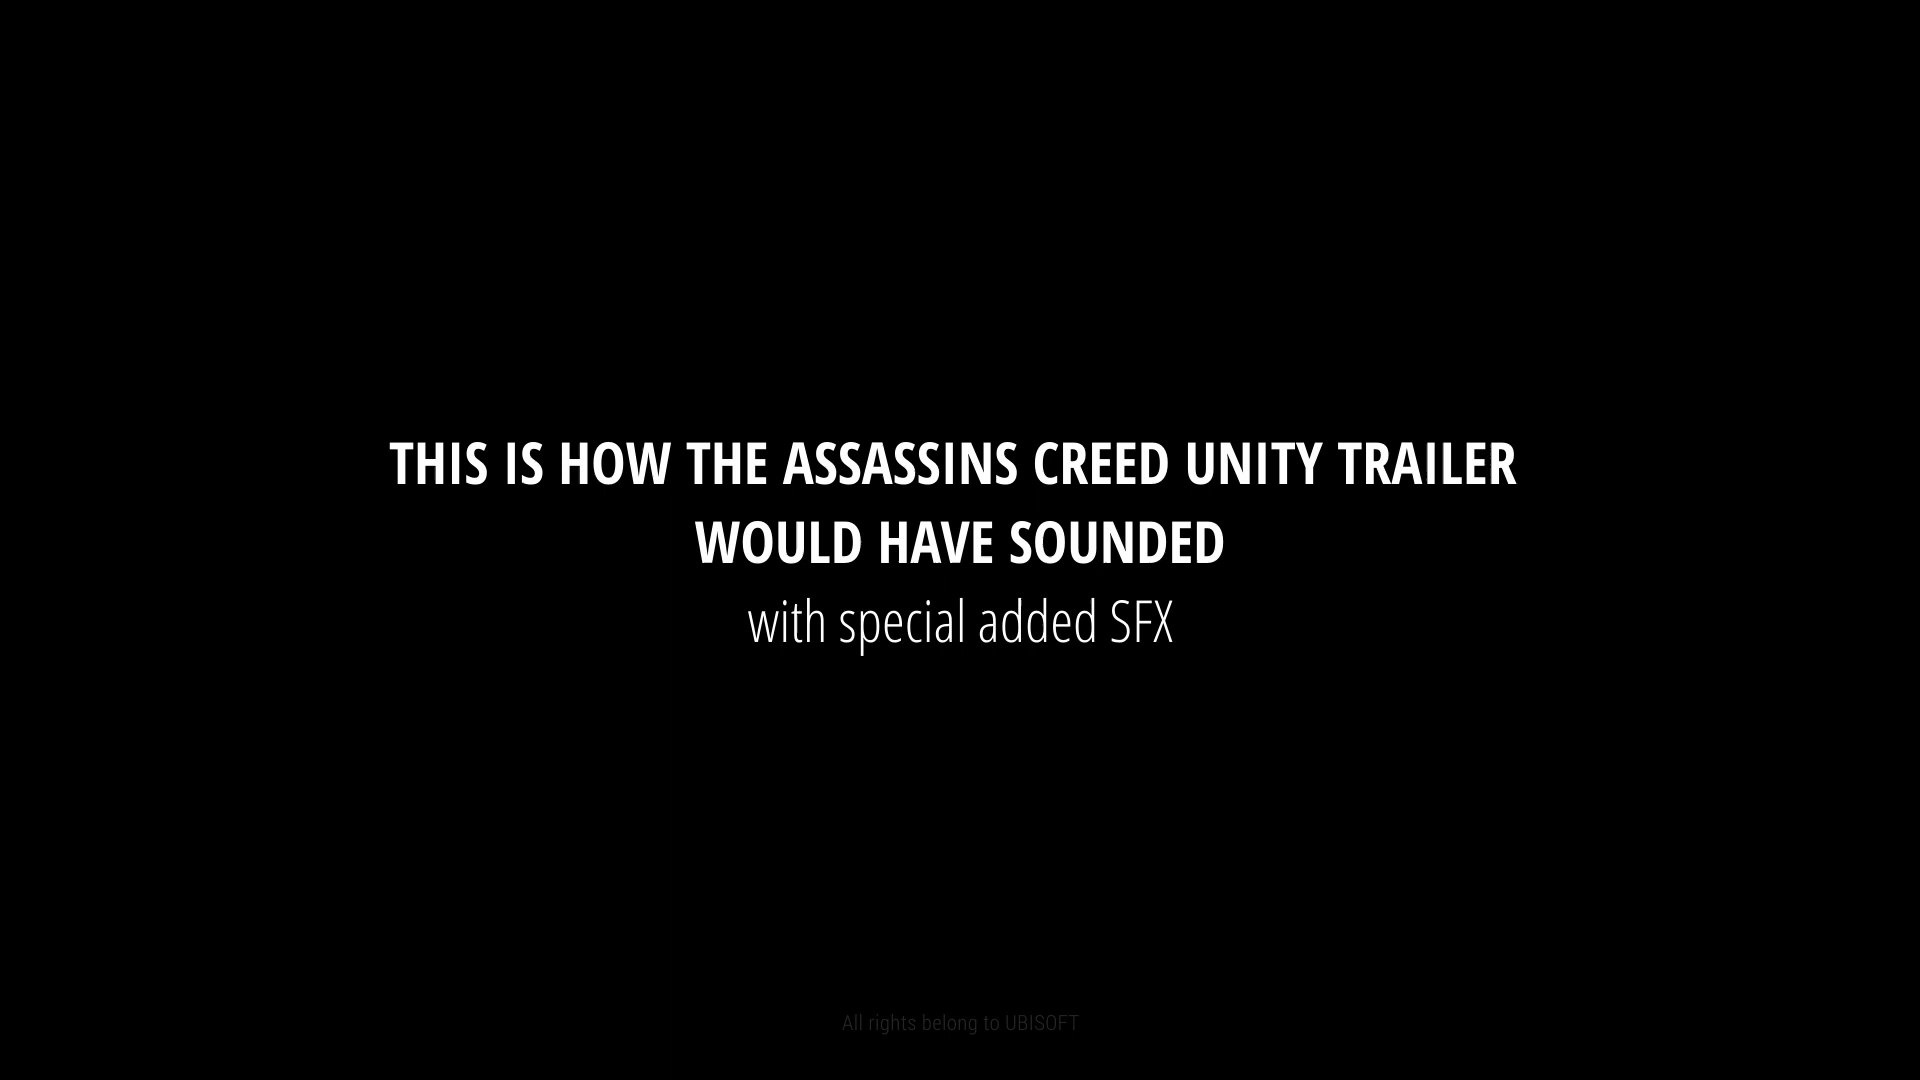 THIS IS HOW THE ASSASSINS CREED UNITY TRAILER
WOULD HAVE SOUNDED
with special added SFX
All rights belong to UBISOFT